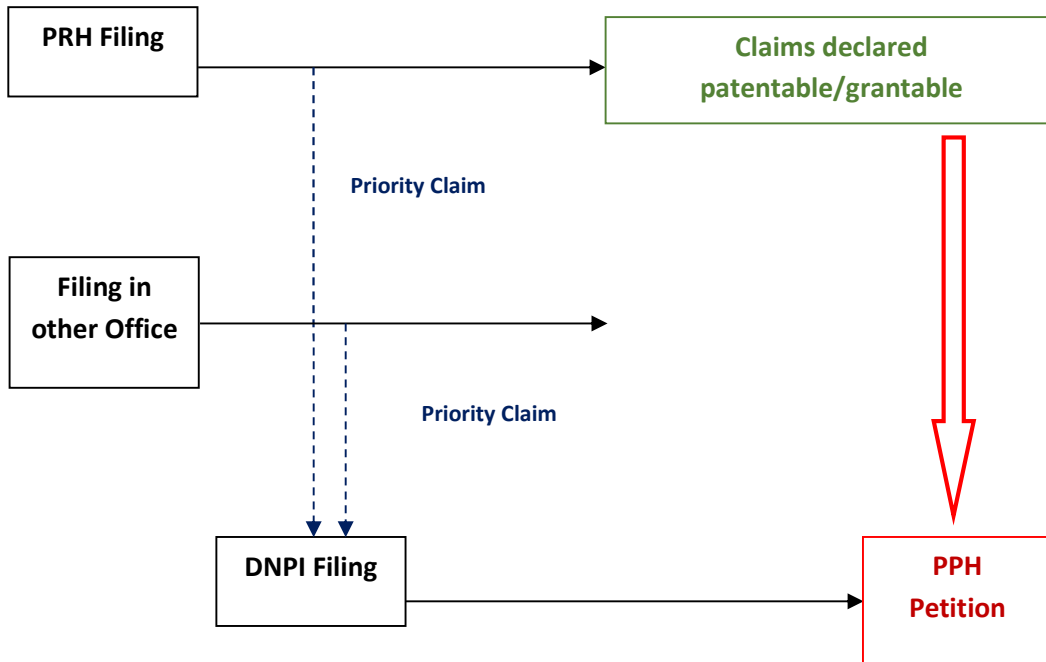 PRH Filing
Claims declared
patentable/grantable
Priority Claim
Filing in
other Office
Priority Claim
DNPI Filing
PPH
Petition